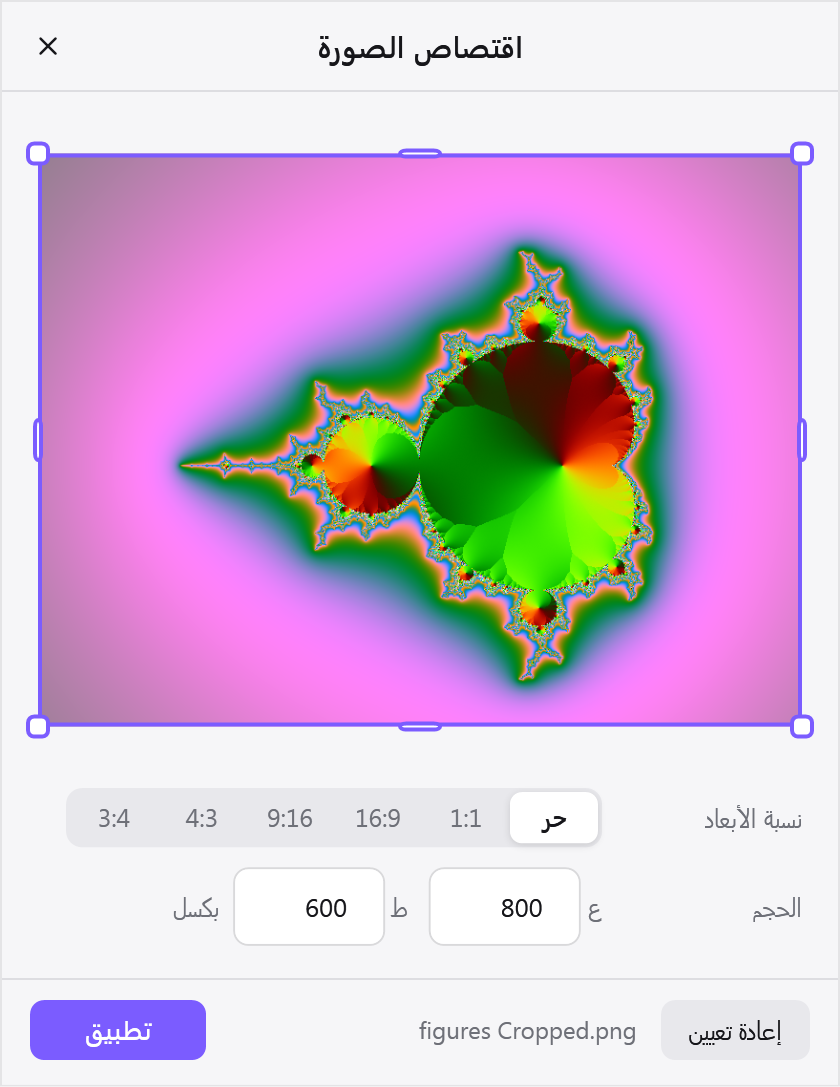 اقتصاص الصورة
نسبة الأبعاد حر 1:1 16:9 9:16 4:3 3:4
الحجم ع 800 ط 600 بكسل
إعادة تعيين figures Cropped.png تطبيق